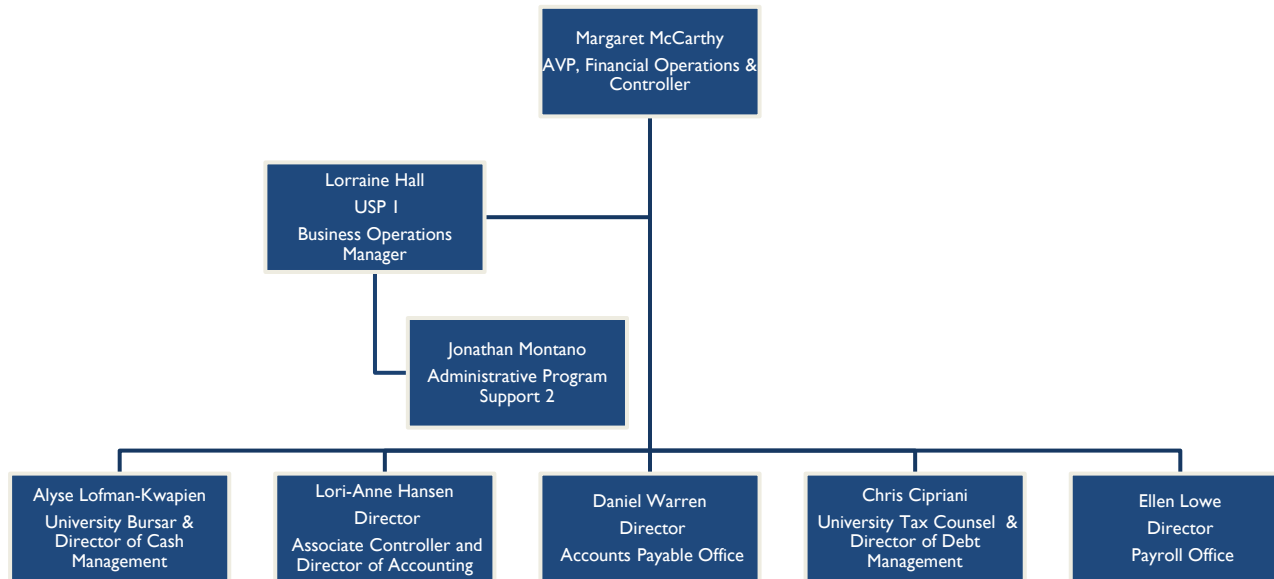 Margaret McCarthy
AVP, Financial Operations &
Controller
Lorraine Hall
USP 1
Business Operations
Manager
Jonathan Montano
Administrative Program
Support 2
Alyse Lofman-Kwapien
University Bursar &
Director of Cash
Management
Lori-Anne Hansen
Director
Associate Controller and
Director of Accounting
Daniel Warren
Director
Accounts Payable Office
Chris Cipriani
University Tax Counsel &
Director of Debt
Management
Ellen Lowe
Director
Payroll Office